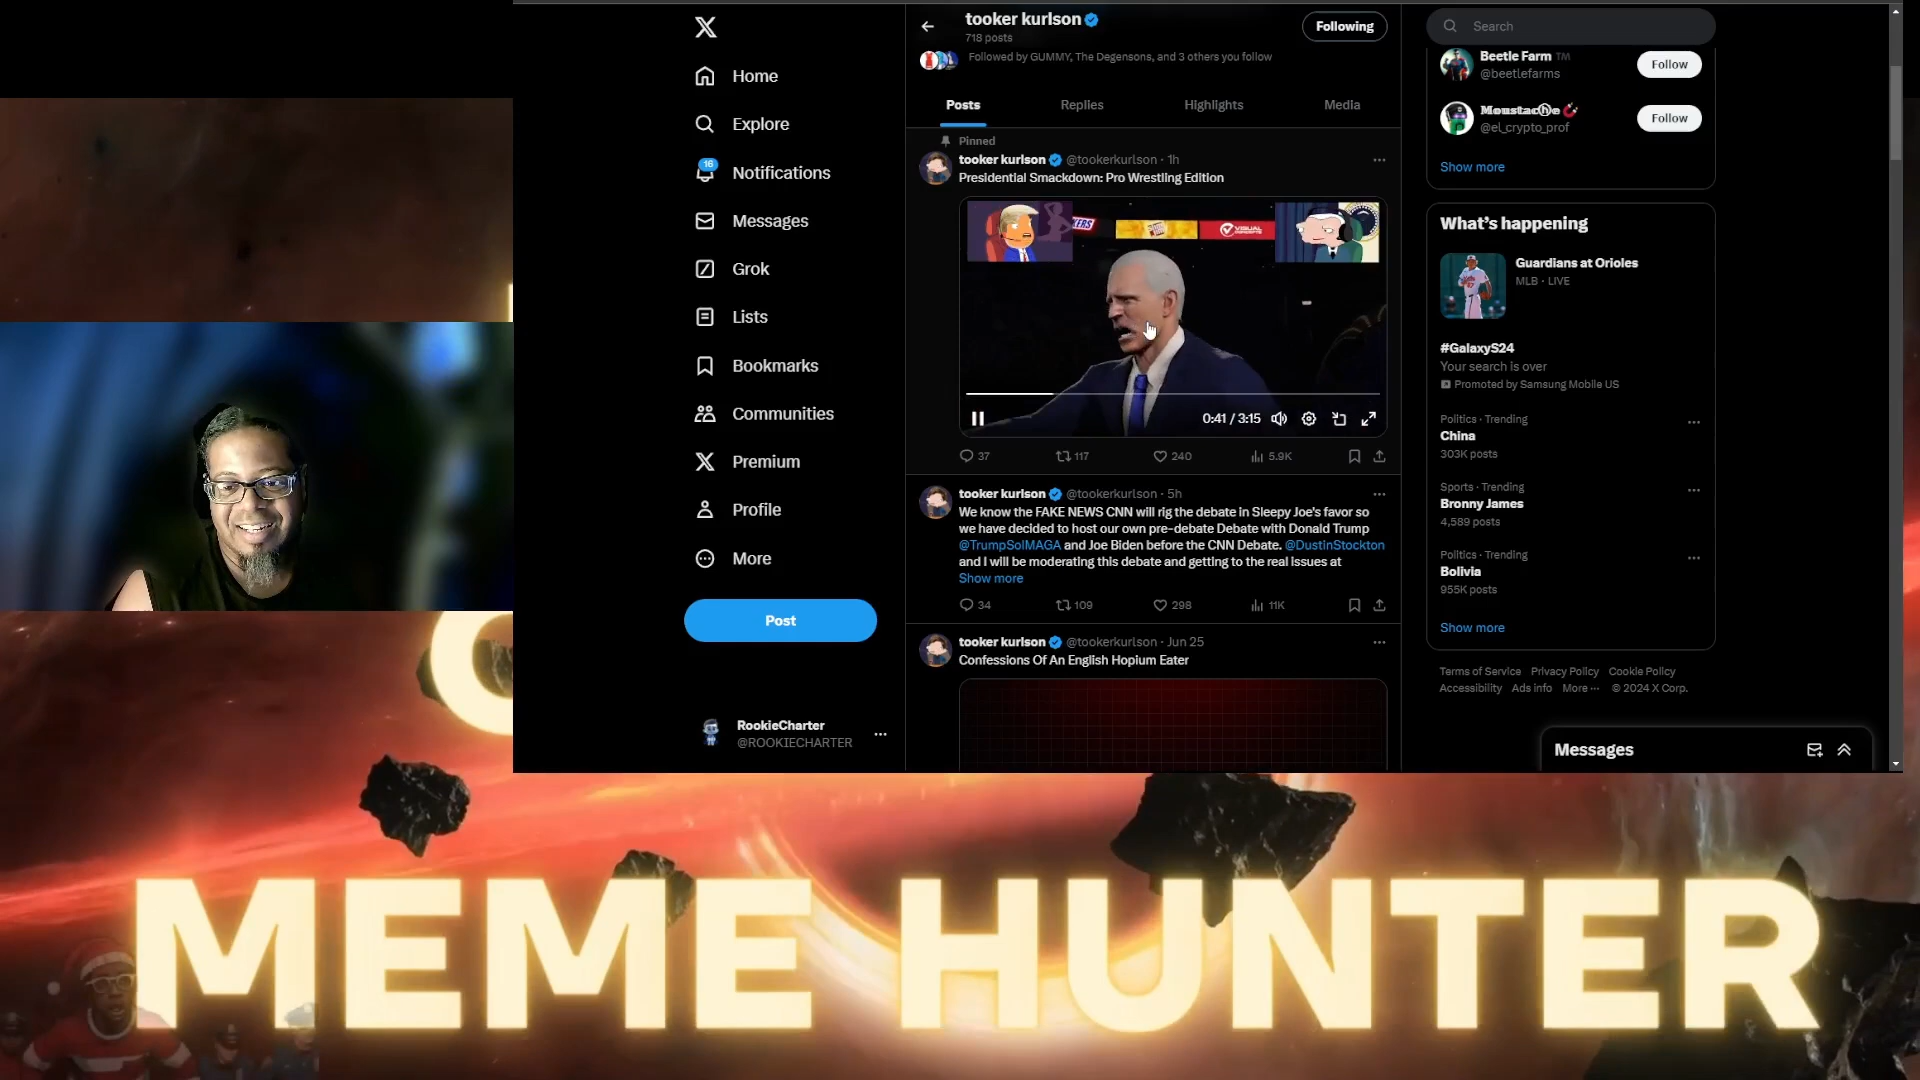 tooker kurlson
718 posts
Following
Followed by GUMMY, The Degensons, and 3 others you follow
Posts
Replies
Highlights
Media
Home
Explore
16
Notifications
Messages
Grok
Lists
Bookmarks
Communities
Premium
Profile
More
Post
RookieCharter
@ROOKIECHARTER
Pinned
tooker kurlson @tookerkurlson · 1h
Presidential Smackdown: Pro Wrestling Edition
VISUAL
0:41 / 3:15
37
117
240
5.9K
tooker kurlson @tookerkurlson · 5h
We know the FAKE NEWS CNN will rig the debate in Sleepy Joe's favor so
we have decided to host our own pre-debate Debate with Donald Trump
@TrumpSolMAGA and Joe Biden before the CNN Debate. @DustinStockton
and I will be moderating this debate and getting to the real issues at
Show more
34
109
298
11K
tooker kurlson @tookerkurlson · Jun 25
Confessions Of An English Hopium Eater
Search
Beetle Farm ™
@beetlefarms
Follow
Moustacⓗe
@el_crypto_prof
Follow
Show more
What's happening
Guardians at Orioles
MLB · LIVE
#GalaxyS24
Your search is over
Promoted by Samsung Mobile US
Politics · Trending
China
303K posts
Sports · Trending
Bronny James
4,589 posts
Politics · Trending
Bolivia
955K posts
Show more
Terms of Service Privacy Policy Cookie Policy
Accessibility Ads info More ··· © 2024 X Corp.
Messages
MEME HUNTER